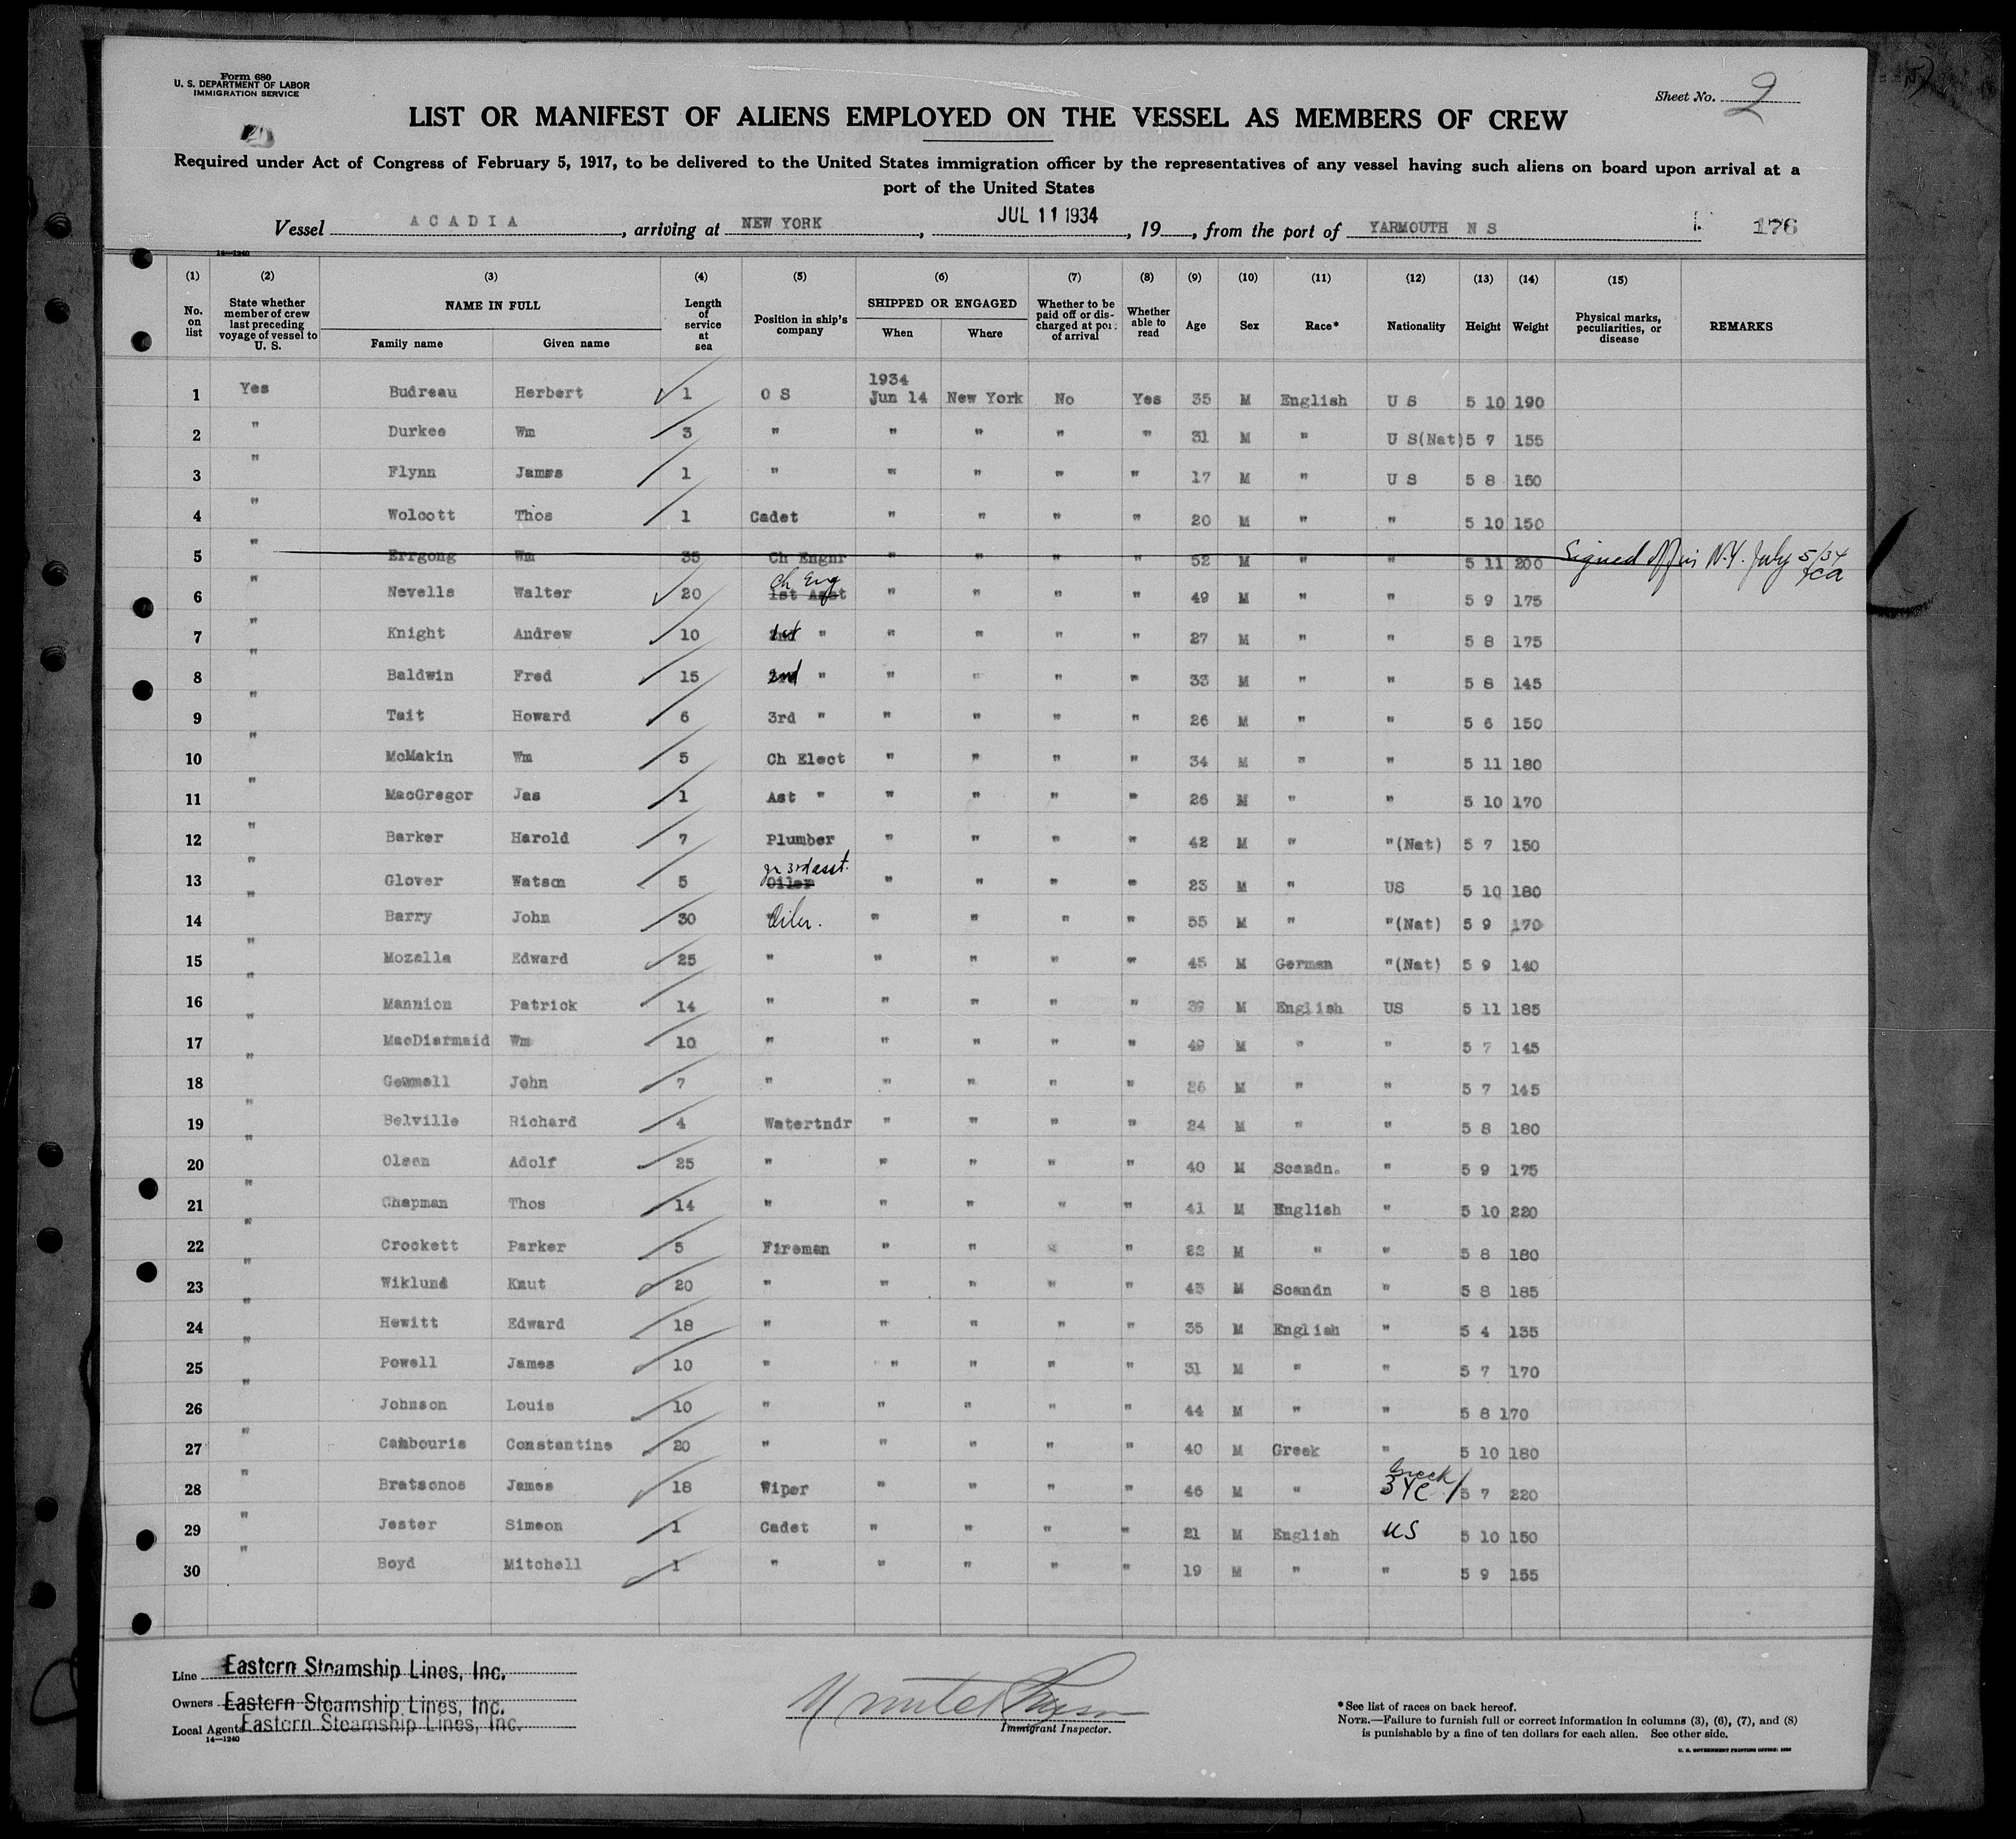 Form 680
U. S. DEPARTMENT OF LABOR
IMMIGRATION SERVICE
Sheet No. 2
LIST OR MANIFEST OF ALIENS EMPLOYED ON THE VESSEL AS MEMBERS OF CREW
Required under Act of Congress of February 5, 1917, to be delivered to the United States immigration officer by the representatives of any vessel having such aliens on board upon arrival at a
port of the United States
Vessel ACADIA, arriving at NEW YORK, JUL 11 1934, 19__, from the port of YARMOUTH N S 176
14—1240
(1) (2) (3) (4) (5) (6) (7) (8) (9) (10) (11) (12) (13) (14) (15)
No. on list | State whether member of crew last preceding voyage of vessel to U. S. | NAME IN FULL Family name Given name | Length of service at sea | Position in ship's company | SHIPPED OR ENGAGED When Where | Whether to be paid off or discharged at port of arrival | Whether able to read | Age | Sex | Race* | Nationality | Height | Weight | Physical marks, peculiarities, or disease | REMARKS
1 Yes Budreau Herbert 1 O S 1934 Jun 14 New York No Yes 35 M English U S 5 10 190
2 " Durkee Wm 3 " " " " " 31 M " U S(Nat) 5 7 155
3 " Flynn James 1 " " " " " 17 M " U S 5 8 150
4 " Wolcott Thos 1 Cadet " " " " 20 M " " 5 10 150
5 " Errgong Wm 35 Ch Engnr " " " " 52 M " " 5 11 200 Signed off in N.Y. July 5/34
6 " Nevells Walter 20 Ch Eng 1st Asst " " " " 49 M " " 5 9 175
7 " Knight Andrew 10 1st " " " " " 27 M " " 5 8 175
8 " Baldwin Fred 15 2nd " " " " " 33 M " " 5 8 145
9 " Tait Howard 6 3rd " " " " " 26 M " " 5 6 150
10 " McMakin Wm 5 Ch Elect " " " " 34 M " " 5 11 180
11 " MacGregor Jas 1 Ast " " " " " 26 M " " 5 10 170
12 " Barker Harold 7 Plumber " " " " 42 M " "(Nat) 5 7 150
13 " Glover Watson 5 jr 3rd asst. Oiler " " " " 23 M " US 5 10 180
14 " Barry John 30 Oiler. " " " " 55 M " "(Nat) 5 9 170
15 " Mozella Edward 25 " " " " " 45 M German "(Nat) 5 9 140
16 " Mannion Patrick 14 " " " " " 39 M English US 5 11 185
17 " MacDiarmaid Wm 10 " " " " " 49 M " " 5 7 145
18 " Gemmell John 7 " " " " " 26 M " " 5 7 145
19 " Belville Richard 4 Watertndr " " " " 24 M " " 5 8 180
20 " Olsen Adolf 25 " " " " " 40 M Scandn. " 5 9 175
21 " Chapman Thos 14 " " " " " 41 M English " 5 10 220
22 " Crockett Parker 5 Fireman " " " " 22 M " " 5 8 180
23 " Wiklund Knut 20 " " " " " 43 M Scandn " 5 8 185
24 " Hewitt Edward 18 " " " " " 35 M English " 5 4 135
25 " Powell James 10 " " " " " 31 M " " 5 7 170
26 " Johnson Louis 10 " " " " " 44 M " " 5 8 170
27 " Cambouris Constantine 20 " " " " " 40 M Greek " 5 10 180
28 " Bratsonos James 18 Wiper " " " " 46 M " Greek 5 7 220
29 " Jester Simeon 1 Cadet " " " " 21 M English US 5 10 150
30 " Boyd Mitchell 1 " " " " " 19 M " " 5 9 155
Line Eastern Steamship Lines, Inc.
Owners Eastern Steamship Lines, Inc.
Local Agents Eastern Steamship Lines, Inc.
14—1240
Immigrant Inspector.
*See list of races on back hereof.
NOTE.—Failure to furnish full or correct information in columns (3), (6), (7), and (8)
is punishable by a fine of ten dollars for each alien. See other side.